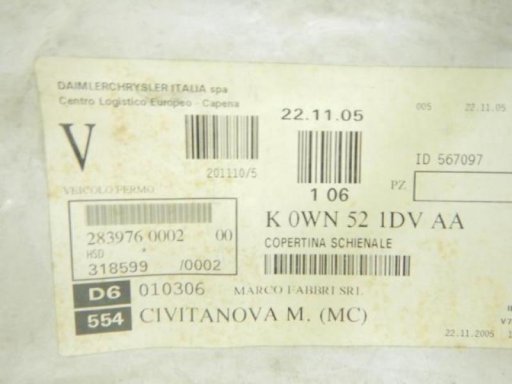 DAIMLERCHRYSLER ITALIA spa
Centro Logistico Europeo - Capena
22.11.05
005 22.11.05
V
201110/5
ID 567097
VEICOLO FERMO
1 06
PZ
283976 0002 00
K 0WN 52 1DV AA
HSD
COPERTINA SCHIENALE
318599 /0002
D6 010306 MARCO FABBRI SRL
554 CIVITANOVA M. (MC)
22.11.2005